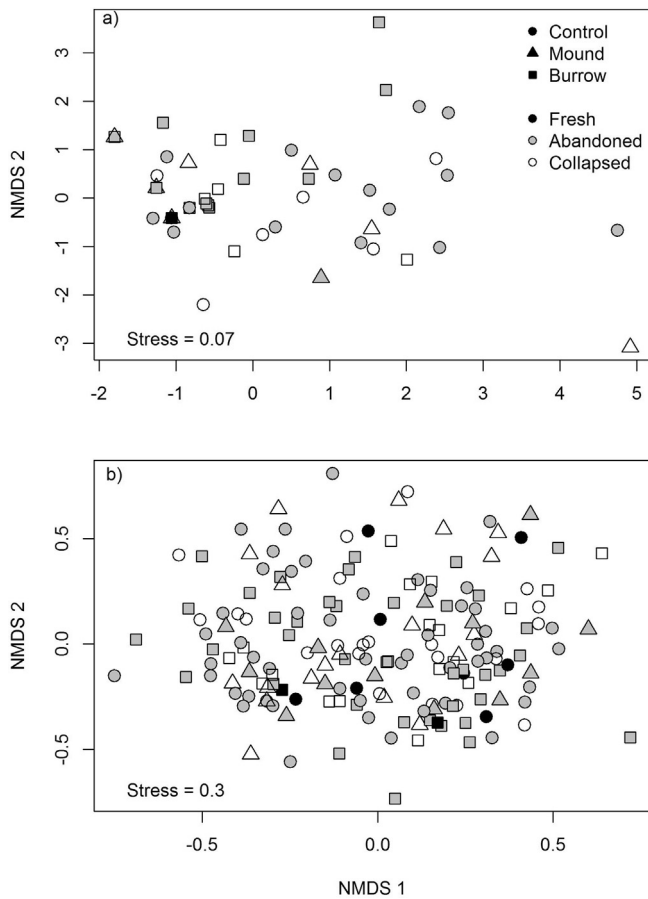 a)
Control
Mound
Burrow
Fresh
Abandoned
Collapsed
NMDS 2
3
2
1
0
-1
-2
-3
Stress = 0.07
-2 -1 0 1 2 3 4 5
b)
NMDS 2
0.5
0.0
-0.5
Stress = 0.3
-0.5 0.0 0.5
NMDS 1